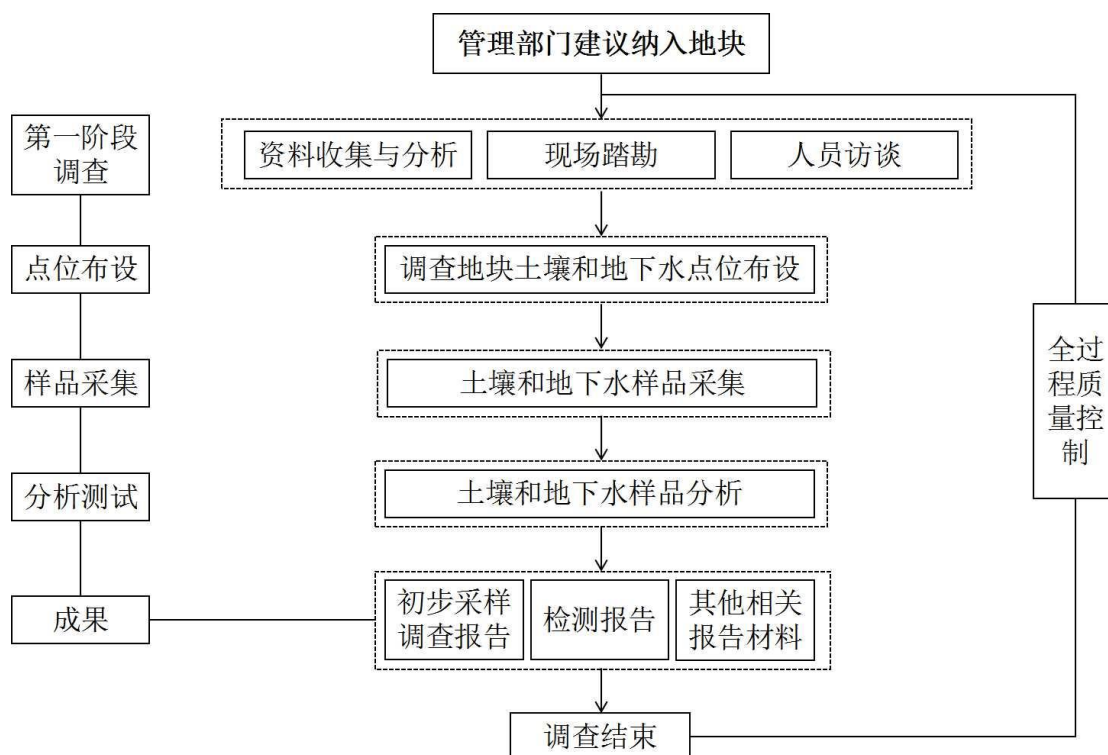 管理部门建议纳入地块
第一阶段
调查
资料收集与分析
现场踏勘
人员访谈
点位布设
调查地块土壤和地下水点位布设
样品采集
土壤和地下水样品采集
全过
程质
量控
制
分析测试
土壤和地下水样品分析
成果
初步采样
调查报告
检测报告
其他相关
报告材料
调查结束